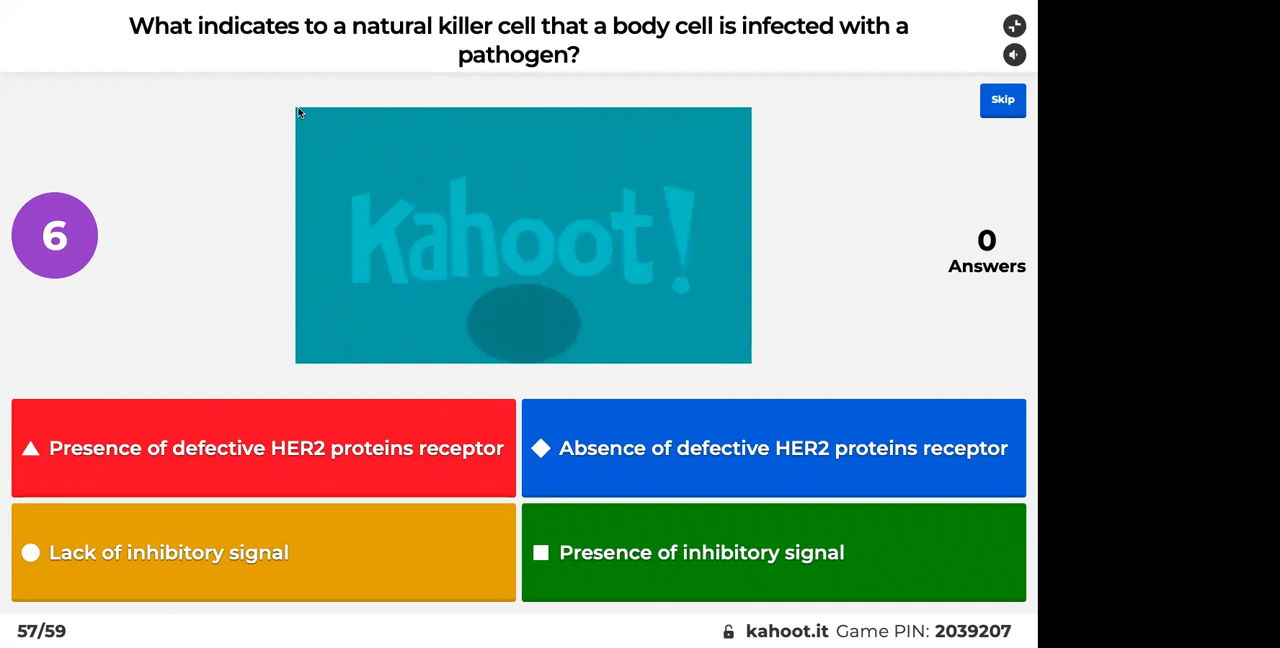 What indicates to a natural killer cell that a body cell is infected with a
pathogen?
Skip
Kahoot!
6
0
Answers
Presence of defective HER2 proteins receptor
Absence of defective HER2 proteins receptor
Lack of inhibitory signal
Presence of inhibitory signal
57/59
kahoot.it Game PIN: 2039207